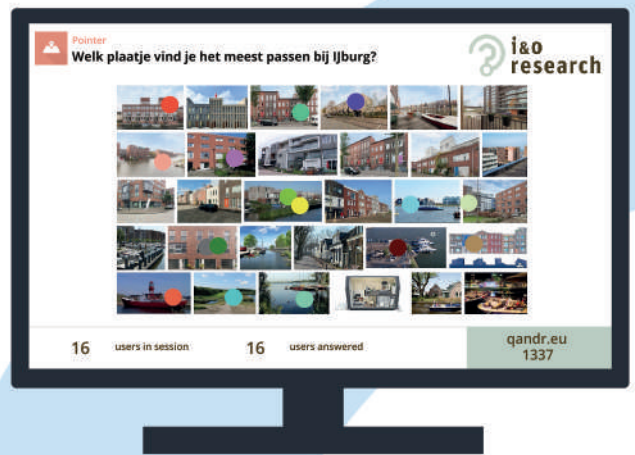 Pointer
Welk plaatje vind je het meest passen bij IJburg?
i&o
research
16 users in session 16 users answered
qandr.eu
1337